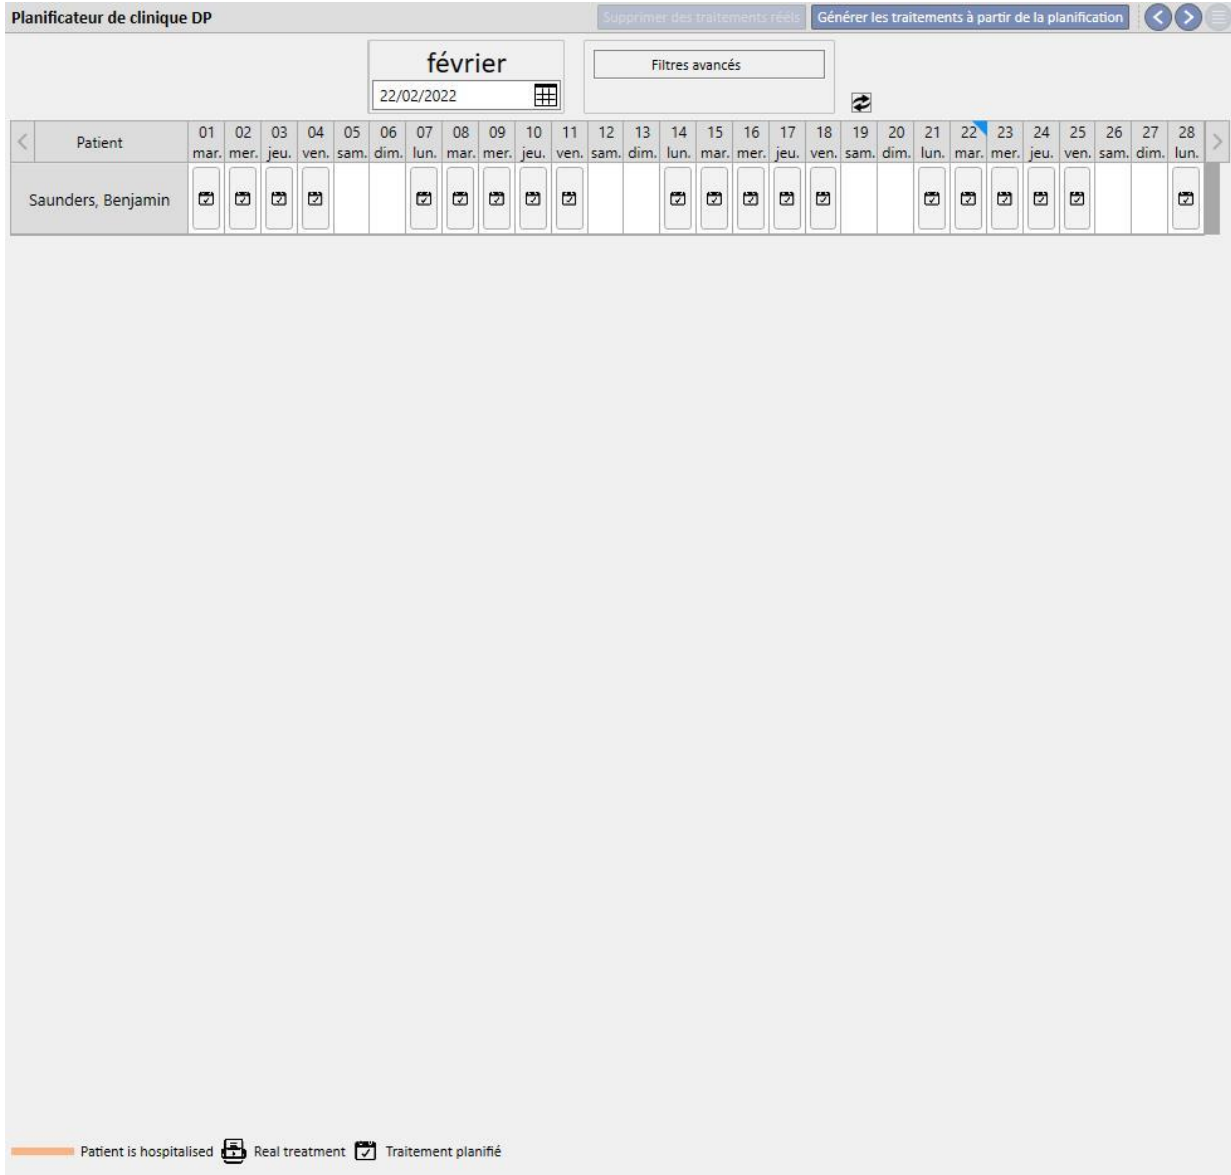 Planificateur de clinique DP
Supprimer des traitements réels
Générer les traitements à partir de la planification
février
22/02/2022
Filtres avancés
Patient
01 02 03 04 05 06 07 08 09 10 11 12 13 14 15 16 17 18 19 20 21 22 23 24 25 26 27 28
mar. mer. jeu. ven. sam. dim. lun. mar. mer. jeu. ven. sam. dim. lun. mar. mer. jeu. ven. sam. dim. lun. mar. mer. jeu. ven. sam. dim. lun.
Saunders, Benjamin
Patient is hospitalised Real treatment Traitement planifié